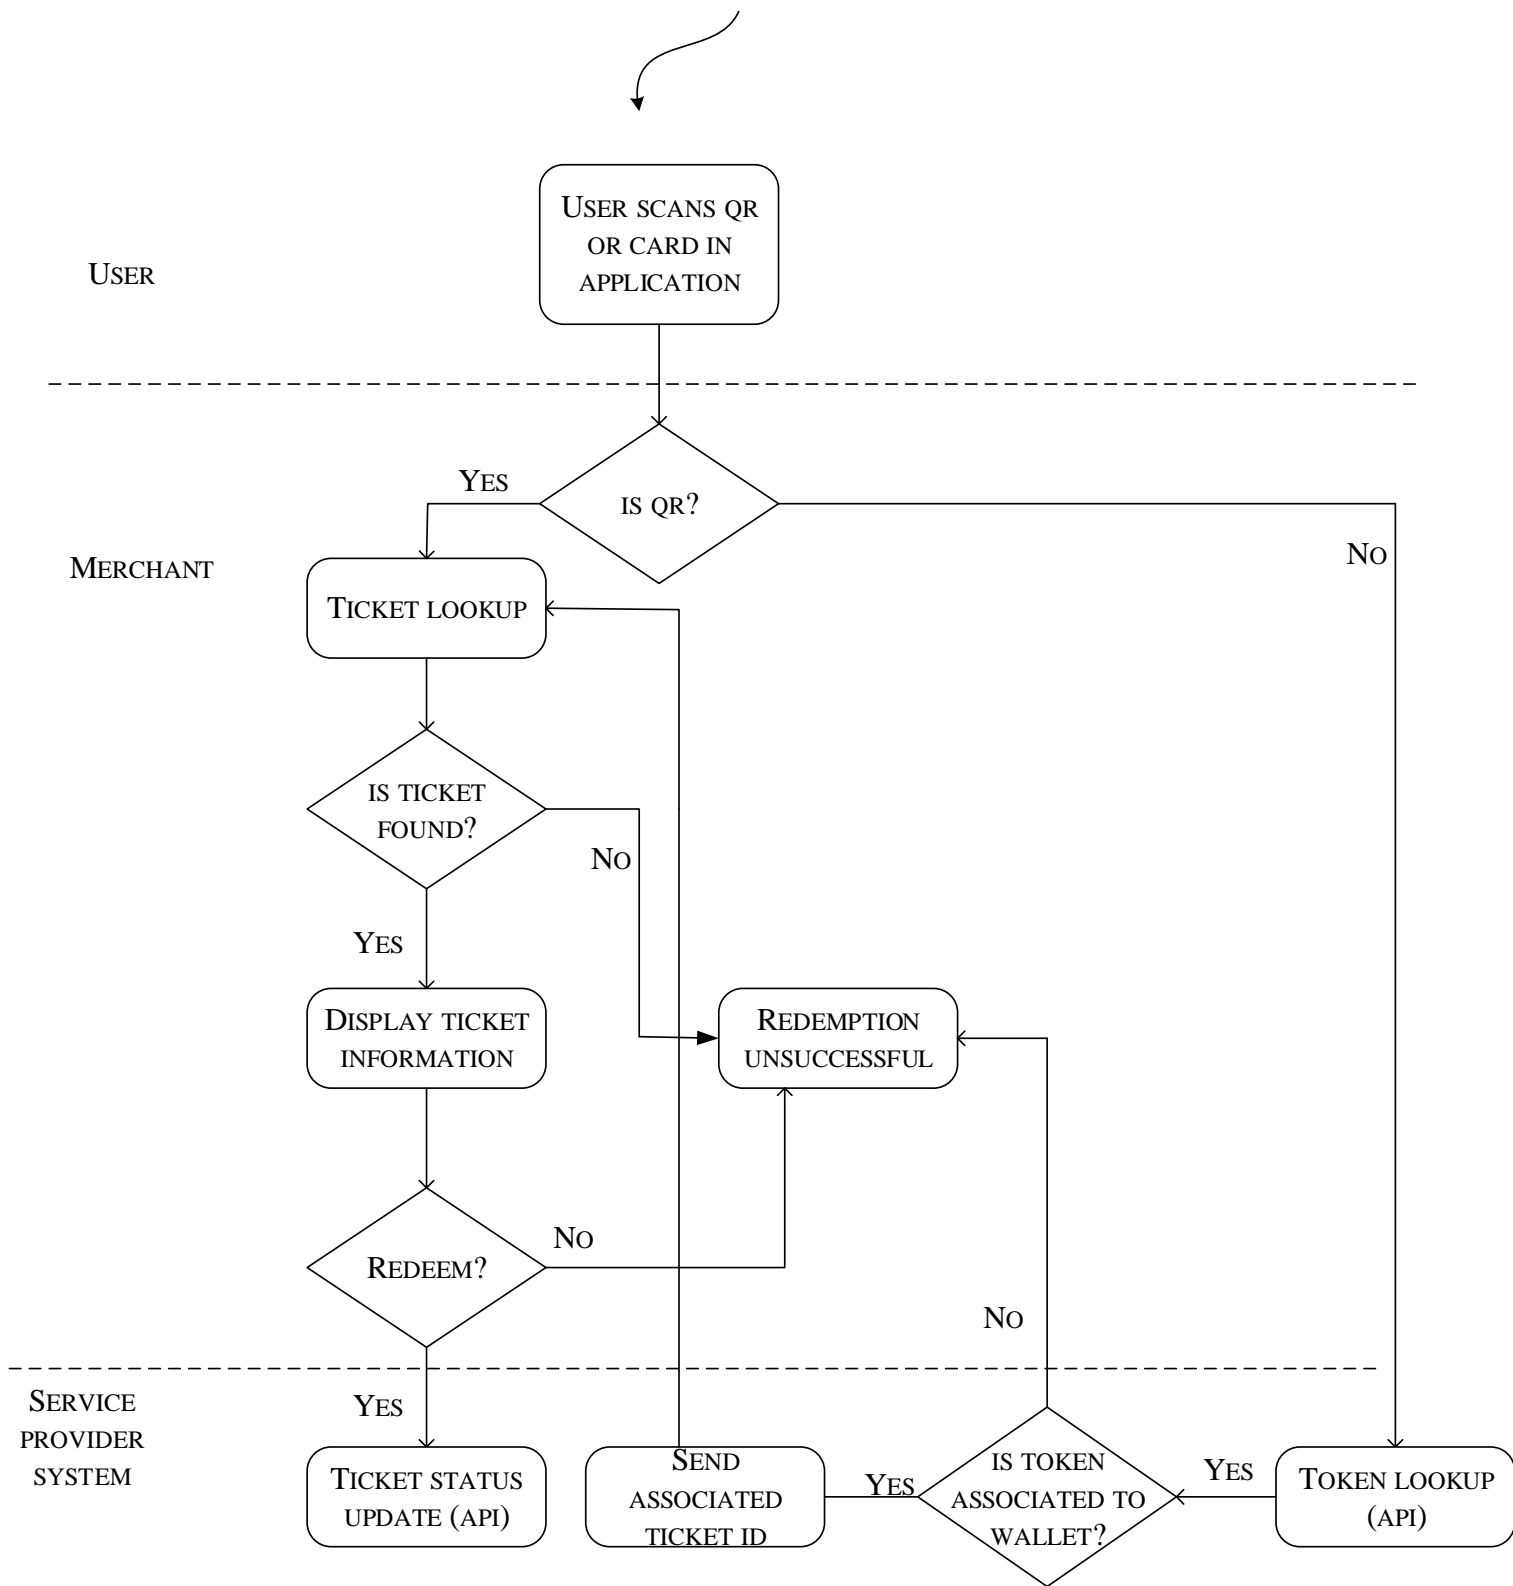 User scans qr
or card in
application
User
Yes
is qr?
No
Merchant
Ticket lookup
is ticket
found?
No
Yes
Display ticket
information
Redemption
unsuccessful
No
Redeem?
No
Service
provider
system
Yes
Ticket status
update (api)
Send
associated
ticket id
Yes
is token
associated to
wallet?
Yes
Token lookup
(api)